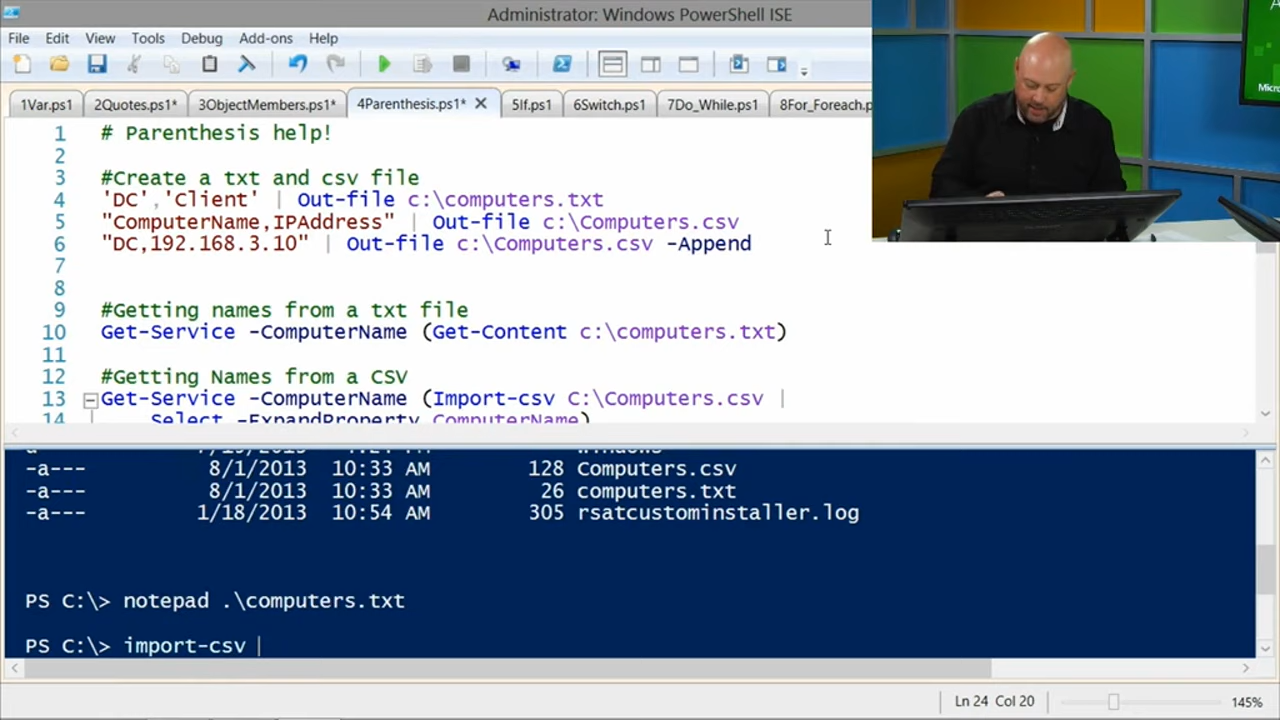 Administrator: Windows PowerShell ISE
File Edit View Tools Debug Add-ons Help
Micros
1Var.ps1 2Quotes.ps1* 3ObjectMembers.ps1* 4Parenthesis.ps1* 5If.ps1 6Switch.ps1 7Do_While.ps1 8For_Foreach.p
1 # Parenthesis help!
2
3 #Create a txt and csv file
4 'DC','Client' | Out-file c:\computers.txt
5 "ComputerName,IPAddress" | Out-file c:\Computers.csv
6 "DC,192.168.3.10" | Out-file c:\Computers.csv -Append
7
8
9 #Getting names from a txt file
10 Get-Service -ComputerName (Get-Content c:\computers.txt)
11
12 #Getting Names from a CSV
13 Get-Service -ComputerName (Import-csv C:\Computers.csv |
14 Select -ExpandProperty ComputerName)
-a--- 8/1/2013 10:33 AM 128 Computers.csv
-a--- 8/1/2013 10:33 AM 26 computers.txt
-a--- 1/18/2013 10:54 AM 305 rsatcustominstaller.log
PS C:\> notepad .\computers.txt
PS C:\> import-csv
Ln 24 Col 20 145%